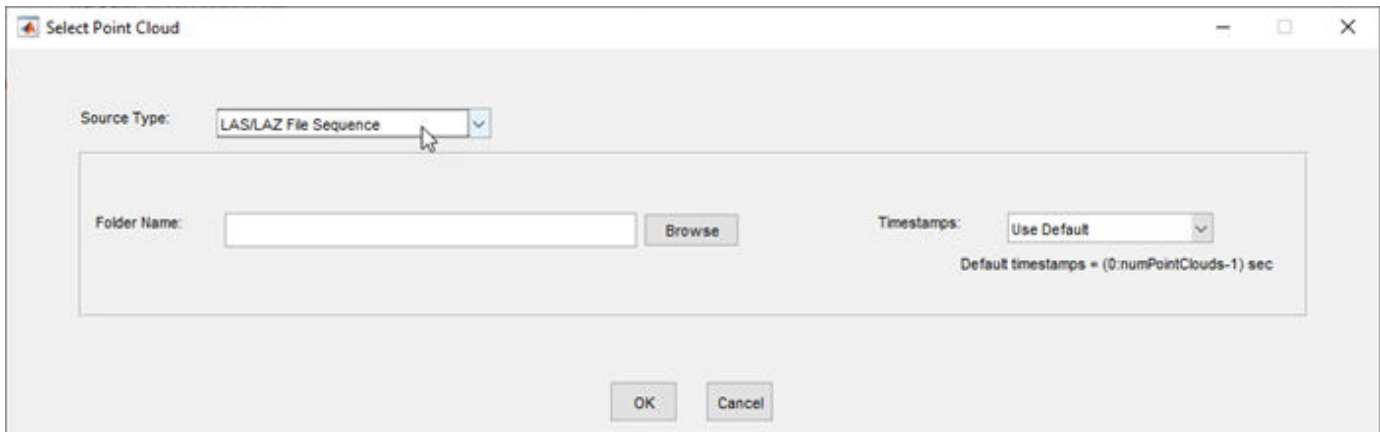 Select Point Cloud
Source Type: LAS/LAZ File Sequence
Folder Name: Browse Timestamps: Use Default
Default timestamps = (0:numPointClouds-1) sec
OK Cancel